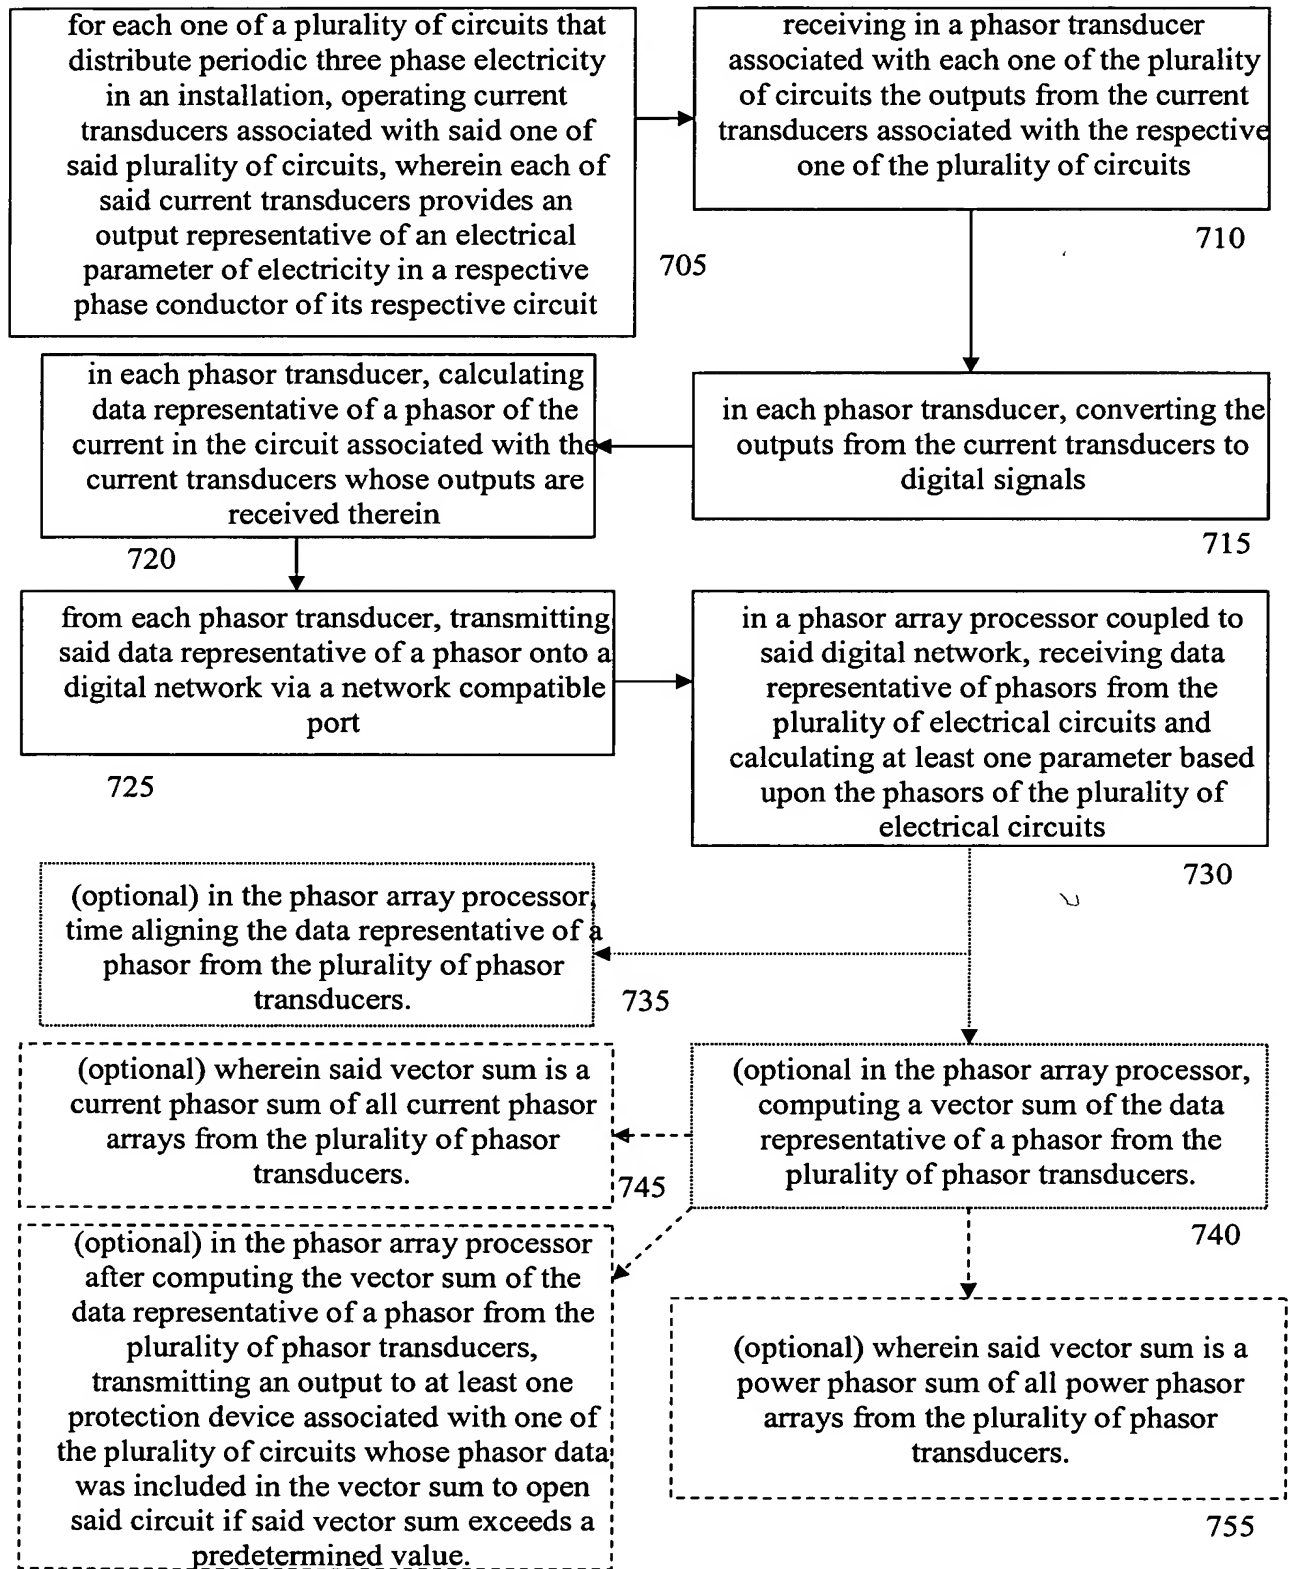 for each one of a plurality of circuits that
distribute periodic three phase electricity
in an installation, operating current
transducers associated with said one of
said plurality of circuits, wherein each of
said current transducers provides an
output representative of an electrical
parameter of electricity in a respective
phase conductor of its respective circuit
705
receiving in a phasor transducer
associated with each one of the plurality
of circuits the outputs from the current
transducers associated with the respective
one of the plurality of circuits
710
in each phasor transducer, converting the
outputs from the current transducers to
digital signals
715
in each phasor transducer, calculating
data representative of a phasor of the
current in the circuit associated with the
current transducers whose outputs are
received therein
720
from each phasor transducer, transmitting
said data representative of a phasor onto a
digital network via a network compatible
port
725
in a phasor array processor coupled to
said digital network, receiving data
representative of phasors from the
plurality of electrical circuits and
calculating at least one parameter based
upon the phasors of the plurality of
electrical circuits
730
(optional) in the phasor array processor,
time aligning the data representative of a
phasor from the plurality of phasor
transducers.
735
(optional in the phasor array processor,
computing a vector sum of the data
representative of a phasor from the
plurality of phasor transducers.
740
(optional) wherein said vector sum is a
current phasor sum of all current phasor
arrays from the plurality of phasor
transducers.
745
(optional) in the phasor array processor
after computing the vector sum of the
data representative of a phasor from the
plurality of phasor transducers,
transmitting an output to at least one
protection device associated with one of
the plurality of circuits whose phasor data
was included in the vector sum to open
said circuit if said vector sum exceeds a
predetermined value.
(optional) wherein said vector sum is a
power phasor sum of all power phasor
arrays from the plurality of phasor
transducers.
755